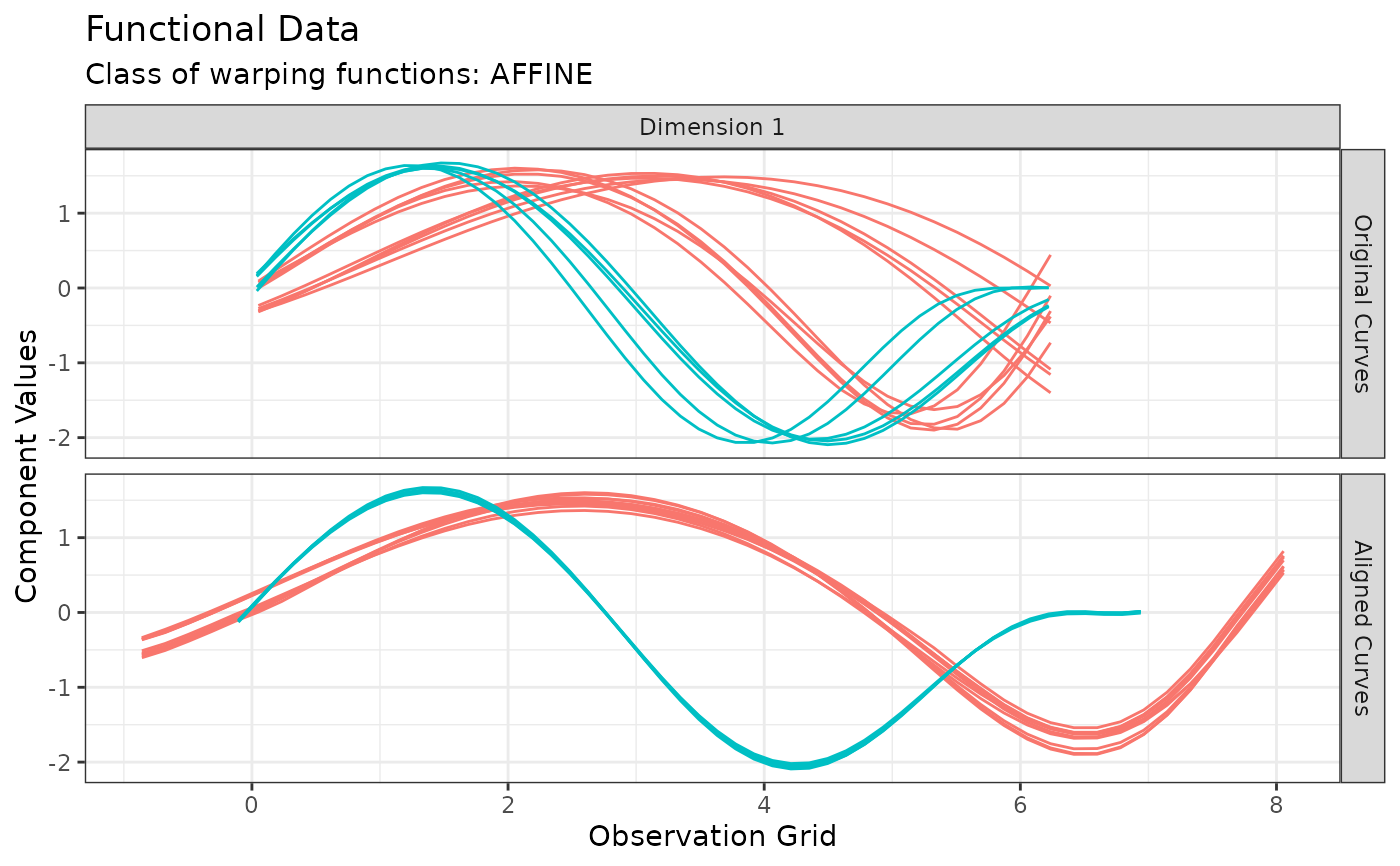 Functional Data
Class of warping functions: AFFINE
Dimension 1
Component Values
1
0
-1
-2
Original Curves
1
0
-1
-2
Aligned Curves
0 2 4 6 8
Observation Grid